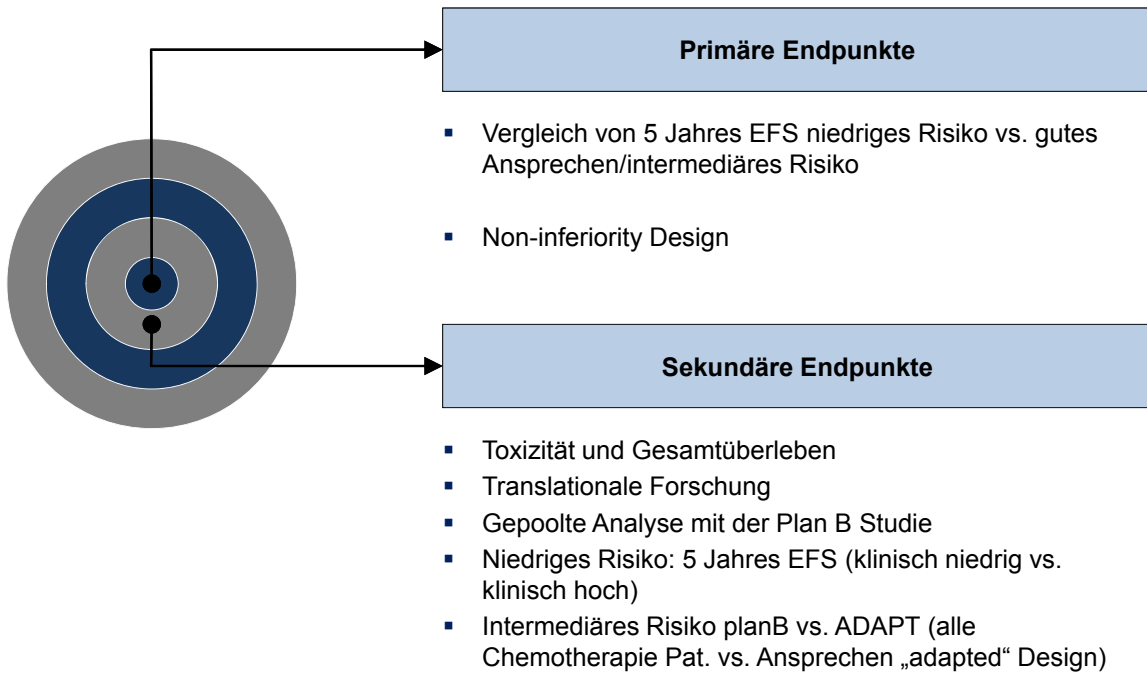 Primäre Endpunkte
▪ Vergleich von 5 Jahres EFS niedriges Risiko vs. gutes
Ansprechen/intermediäres Risiko
▪ Non-inferiority Design
Sekundäre Endpunkte
▪ Toxizität und Gesamtüberleben
▪ Translationale Forschung
▪ Gepoolte Analyse mit der Plan B Studie
▪ Niedriges Risiko: 5 Jahres EFS (klinisch niedrig vs.
klinisch hoch)
▪ Intermediäres Risiko planB vs. ADAPT (alle
Chemotherapie Pat. vs. Ansprechen „adapted“ Design)